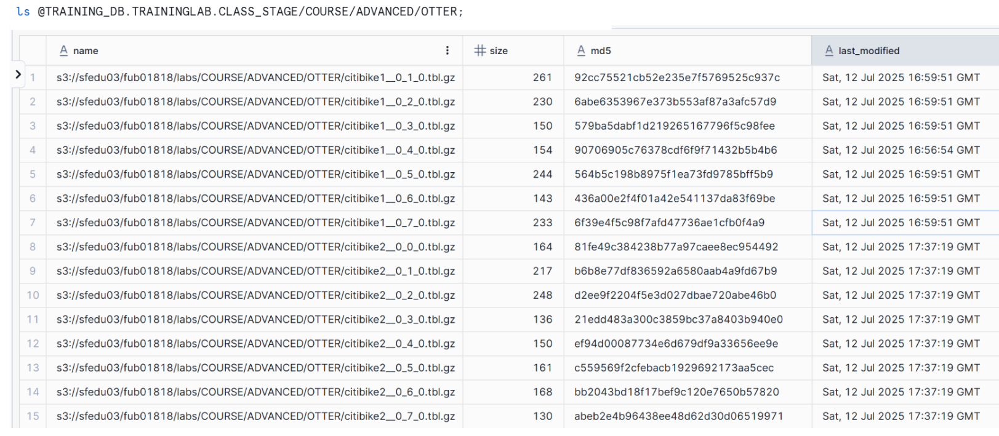 ls @TRAINING_DB.TRAININGLAB.CLASS_STAGE/COURSE/ADVANCED/OTTER;
A name # size A md5 A last_modified
1 s3://sfedu03/fub01818/labs/COURSE/ADVANCED/OTTER/citibike1__0_1_0.tbl.gz 261 92cc75521cb52e235e7f5769525c937c Sat, 12 Jul 2025 16:59:51 GMT
2 s3://sfedu03/fub01818/labs/COURSE/ADVANCED/OTTER/citibike1__0_2_0.tbl.gz 230 6abe6353967e373b553af87a3afc57d9 Sat, 12 Jul 2025 16:59:51 GMT
3 s3://sfedu03/fub01818/labs/COURSE/ADVANCED/OTTER/citibike1__0_3_0.tbl.gz 150 579ba5dabf1d219265167796f5c98fee Sat, 12 Jul 2025 16:59:51 GMT
4 s3://sfedu03/fub01818/labs/COURSE/ADVANCED/OTTER/citibike1__0_4_0.tbl.gz 154 90706905c76378cdf6f9f71432b5b4b6 Sat, 12 Jul 2025 16:56:54 GMT
5 s3://sfedu03/fub01818/labs/COURSE/ADVANCED/OTTER/citibike1__0_5_0.tbl.gz 244 564b5c198b8975f1ea73fd9785bff5b9 Sat, 12 Jul 2025 16:59:51 GMT
6 s3://sfedu03/fub01818/labs/COURSE/ADVANCED/OTTER/citibike1__0_6_0.tbl.gz 143 436a00e2f4f01a42e541137da83f69be Sat, 12 Jul 2025 16:59:51 GMT
7 s3://sfedu03/fub01818/labs/COURSE/ADVANCED/OTTER/citibike1__0_7_0.tbl.gz 233 6f39e4f5c98f7afd47736ae1cfb0f4a9 Sat, 12 Jul 2025 16:59:51 GMT
8 s3://sfedu03/fub01818/labs/COURSE/ADVANCED/OTTER/citibike2__0_0_0.tbl.gz 164 81fe49c384238b77a97caee8ec954492 Sat, 12 Jul 2025 17:37:19 GMT
9 s3://sfedu03/fub01818/labs/COURSE/ADVANCED/OTTER/citibike2__0_1_0.tbl.gz 217 b6b8e77df836592a6580aab4a9fd67b9 Sat, 12 Jul 2025 17:37:19 GMT
10 s3://sfedu03/fub01818/labs/COURSE/ADVANCED/OTTER/citibike2__0_2_0.tbl.gz 248 d2ee9f2204f5e3d027dbae720abe46b0 Sat, 12 Jul 2025 17:37:19 GMT
11 s3://sfedu03/fub01818/labs/COURSE/ADVANCED/OTTER/citibike2__0_3_0.tbl.gz 136 21edd483a300c3859bc37a8403b940e0 Sat, 12 Jul 2025 17:37:19 GMT
12 s3://sfedu03/fub01818/labs/COURSE/ADVANCED/OTTER/citibike2__0_4_0.tbl.gz 150 ef94d00087734e6d679df9a33656ee9e Sat, 12 Jul 2025 17:37:19 GMT
13 s3://sfedu03/fub01818/labs/COURSE/ADVANCED/OTTER/citibike2__0_5_0.tbl.gz 161 c559569f2cfebacb1929692173aa5cec Sat, 12 Jul 2025 17:37:19 GMT
14 s3://sfedu03/fub01818/labs/COURSE/ADVANCED/OTTER/citibike2__0_6_0.tbl.gz 168 bb2043bd18f17bef9c120e7650b57820 Sat, 12 Jul 2025 17:37:19 GMT
15 s3://sfedu03/fub01818/labs/COURSE/ADVANCED/OTTER/citibike2__0_7_0.tbl.gz 130 abeb2e4b96438ee48d62d30d06519971 Sat, 12 Jul 2025 17:37:19 GMT